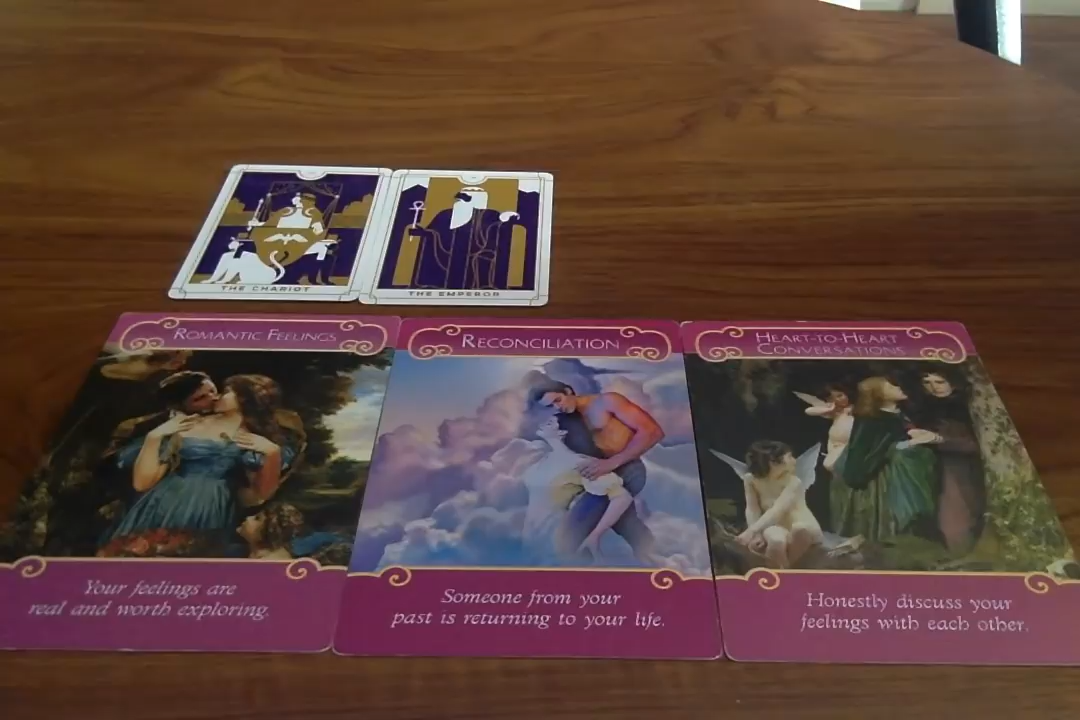 THE CHARIOT
THE EMPEROR
ROMANTIC FEELINGS
RECONCILIATION
HEART-TO-HEART
CONVERSATIONS
Your feelings are
real and worth exploring.
Someone from your
past is returning to your life.
Honestly discuss your
feelings with each other.